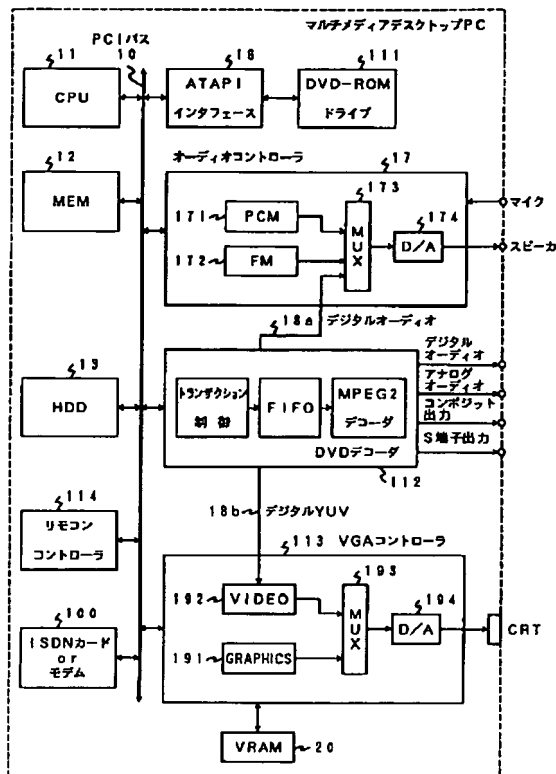 マルチメディアデスクトップPC
PCIバス
10
11
CPU
16
ATAPI
インタフェース
111
DVD-ROM
ドライブ
12
MEM
オーディオコントローラ
17
171
PCM
172
FM
173
MUX
174
D/A
マイク
スピーカ
18a
デジタルオーディオ
13
HDD
トランザクション
制御
FIFO
MPEG2
デコーダ
DVDデコーダ
112
デジタル
オーディオ
アナログ
オーディオ
コンポジット
出力
S端子出力
114
リモコン
コントローラ
18b
デジタルYUV
113
VGAコントローラ
192
VIDEO
191
GRAPHICS
193
MUX
194
D/A
CRT
100
ISDNカード
or
モデム
VRAM
20